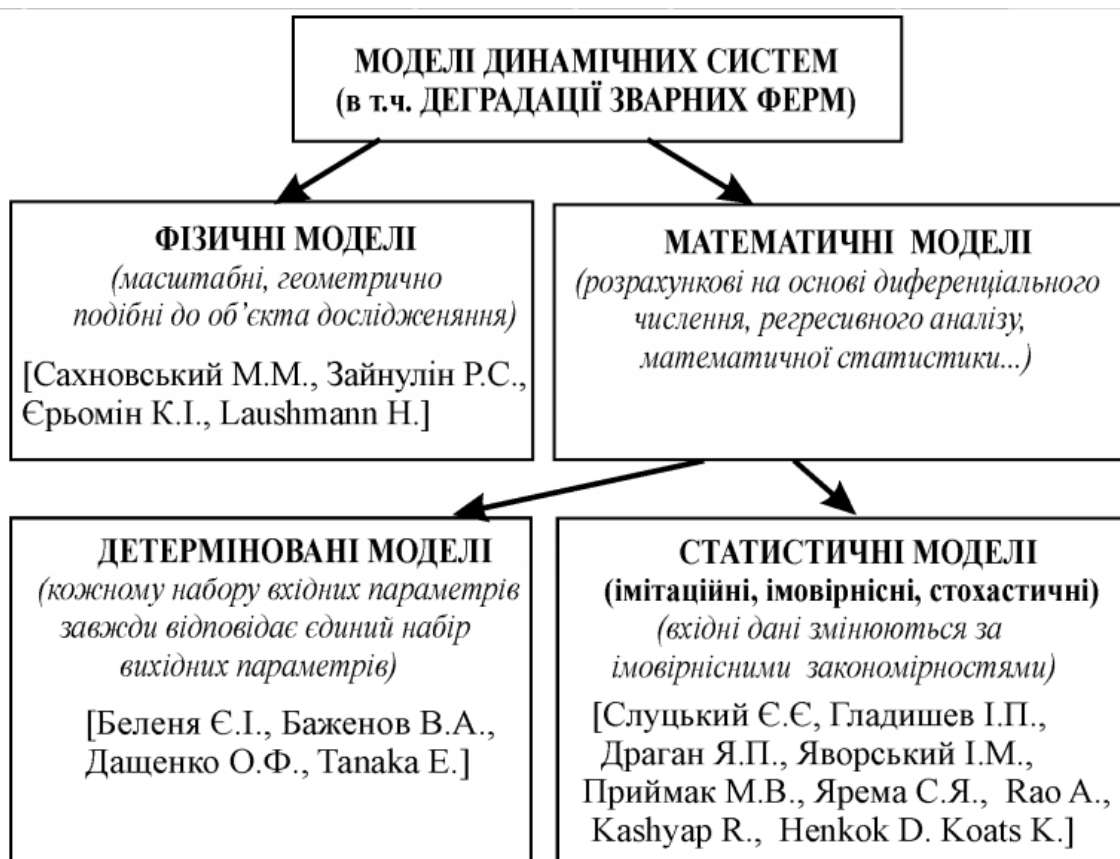 МОДЕЛІ ДИНАМІЧНИХ СИСТЕМ
(в т.ч. ДЕГРАДАЦІЇ ЗВАРНИХ ФЕРМ)
ФІЗИЧНІ МОДЕЛІ
(масштабні, геометрично
подібні до об’єкта дослідженяння)
[Сахновський М.М., Зайнулін Р.С.,
Єрьомін К.І., Laushmann H.]
МАТЕМАТИЧНІ МОДЕЛІ
(розрахункові на основі диференціального
числення, регресивного аналізу,
математичної статистики...)
ДЕТЕРМІНОВАНІ МОДЕЛІ
(кожному набору вхідних параметрів
завжди відповідає єдиний набір
вихідних параметрів)
[Беленя Є.І., Баженов В.А.,
Дащенко О.Ф., Tanaka E.]
СТАТИСТИЧНІ МОДЕЛІ
(імітаційні, імовірнісні, стохастичні)
(вхідні дані змінюються за
імовірнісними закономірностями)
[Слуцький Є.Є, Гладишев І.П.,
Драган Я.П., Яворський І.М.,
Приймак М.В., Ярема С.Я., Rao A.,
Kashyap R., Henkok D. Koats K.]